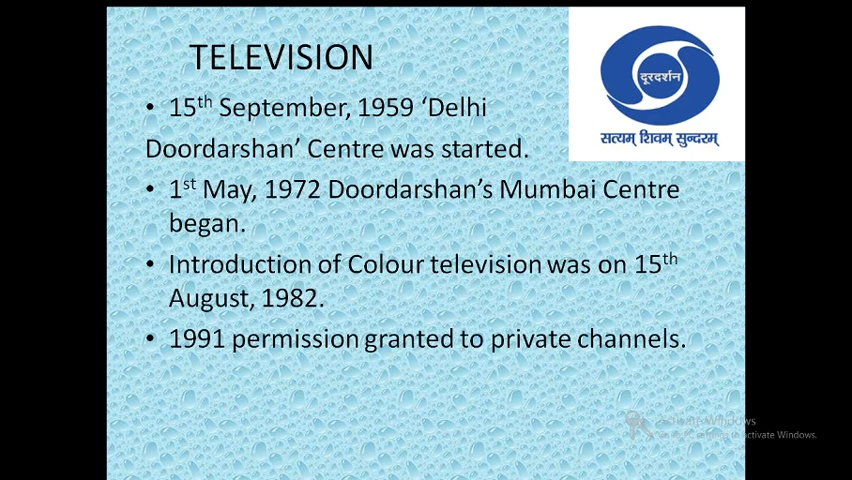 TELEVISION
दूरदर्शन
सत्यम् शिवम् सुन्दरम्
• 15th September, 1959 ‘Delhi
Doordarshan’ Centre was started.
• 1st May, 1972 Doordarshan’s Mumbai Centre
began.
• Introduction of Colour television was on 15th
August, 1982.
• 1991 permission granted to private channels.
Activate Windows
Go to PC settings to activate Windows.